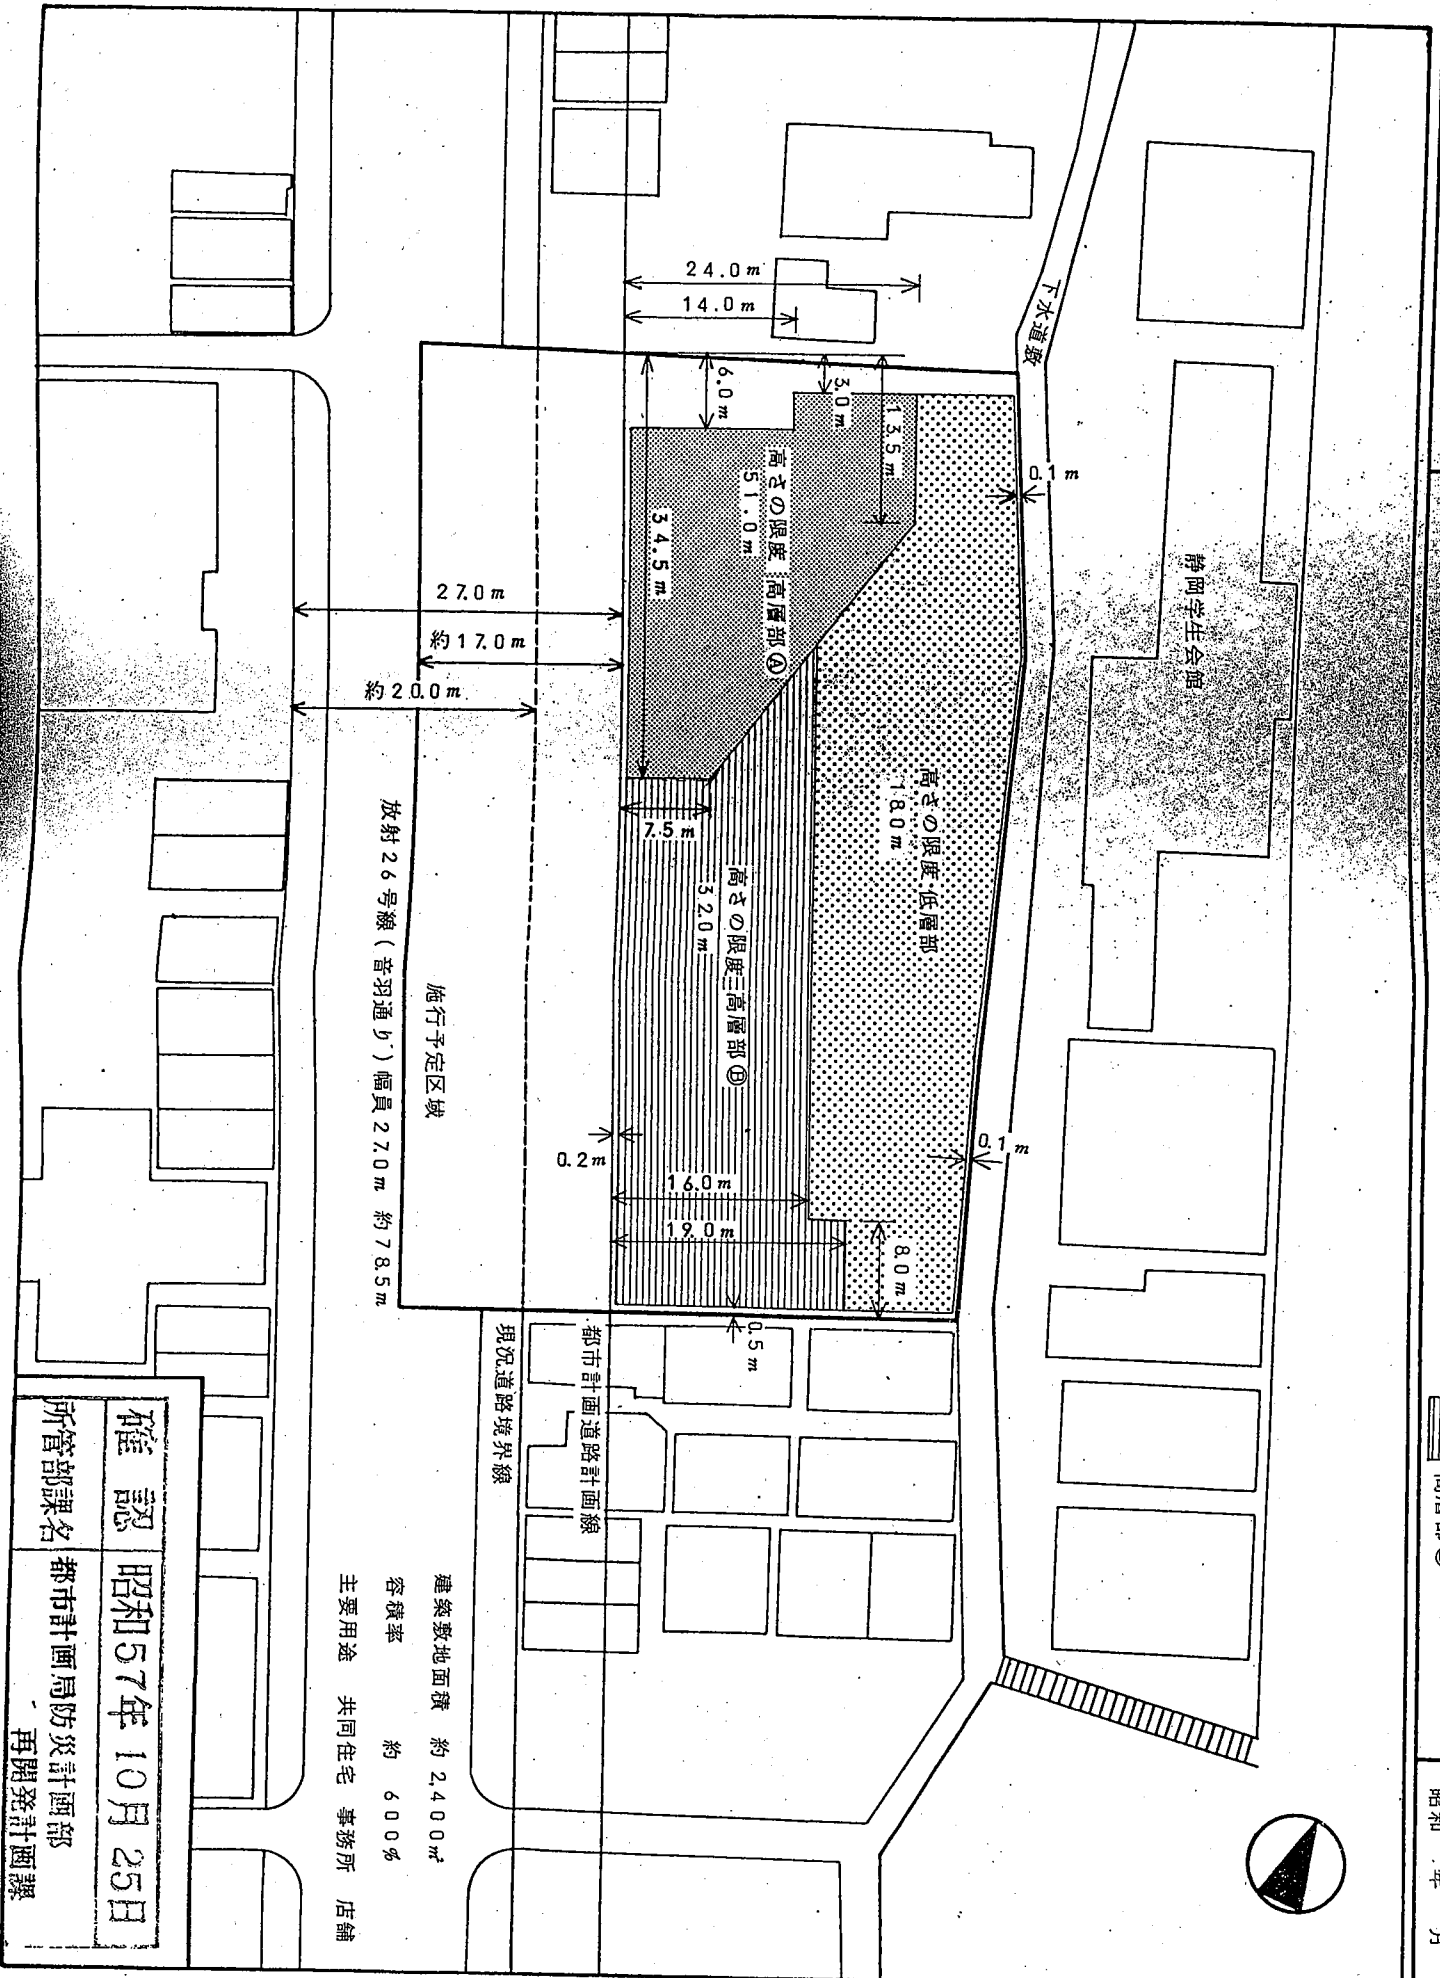 下水道敷
静岡学生会館
24.0m
14.0m
6.0m
3.0m
13.5m
0.1m
高さの限度 高層部Ⓐ
51.0m
34.5m
27.0m
約17.0m
約20.0m
高さの限度 低層部
18.0m
7.5m
高さの限度 高層部Ⓑ
32.0m
放射26号線(音羽通り)幅員27.0m 約78.5m
施行予定区域
0.2m
0.1m
16.0m
19.0m
8.0m
0.5m
都市計画道路計画線
現況道路境界線
建築敷地面積 約2,400㎡
容積率 約600%
主要用途 共同住宅 事務所 店舗
確認 昭和57年10月25日
所管部課名 都市計画局防災計画部
再開発計画課
昭和 年 月